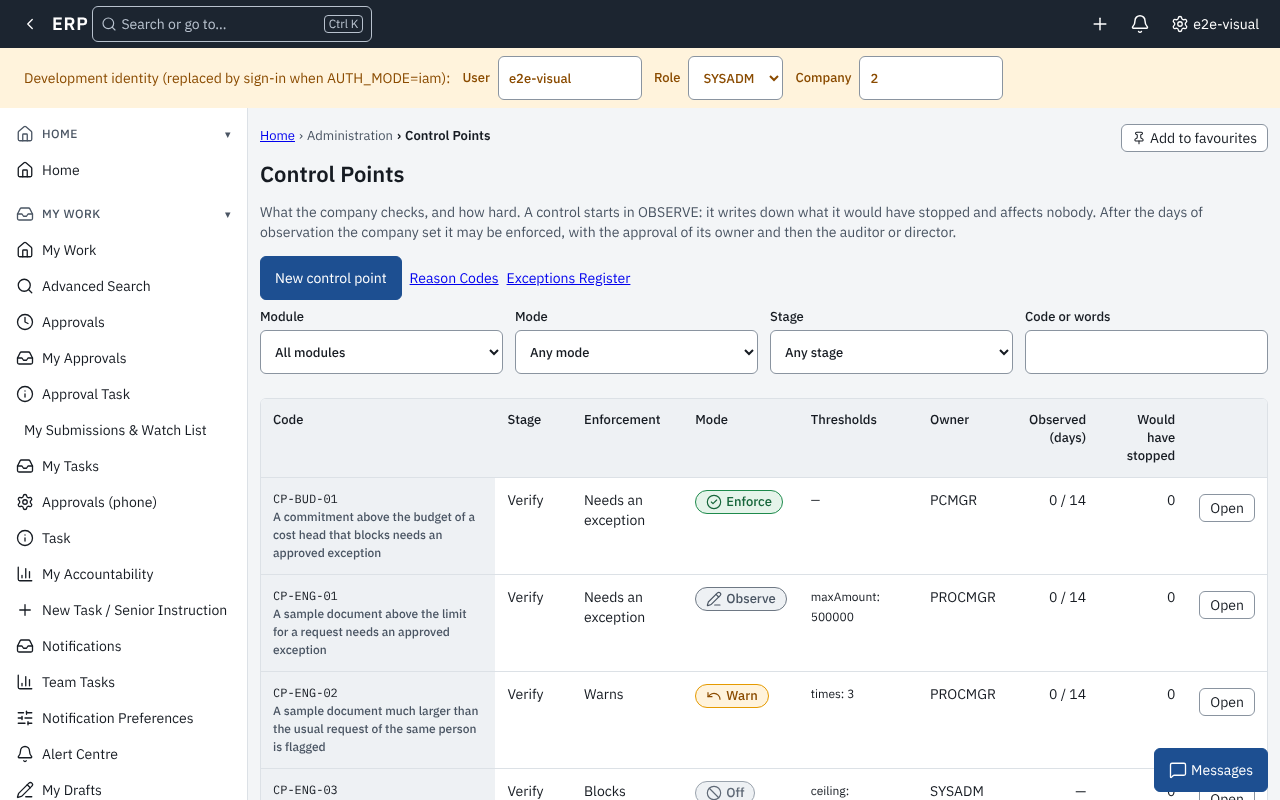 ERP
Search or go to...
Ctrl K
e2e-visual
Development identity (replaced by sign-in when AUTH_MODE=iam):
User
e2e-visual
Role
SYSADM
Company
2
HOME
Home
MY WORK
My Work
Advanced Search
Approvals
My Approvals
Approval Task
My Submissions & Watch List
My Tasks
Approvals (phone)
Task
My Accountability
New Task / Senior Instruction
Notifications
Team Tasks
Notification Preferences
Alert Centre
My Drafts
Home › Administration › Control Points
Add to favourites
Control Points
What the company checks, and how hard. A control starts in OBSERVE: it writes down what it would have stopped and affects nobody. After the days of
observation the company set it may be enforced, with the approval of its owner and then the auditor or director.
New control point
Reason Codes
Exceptions Register
Module
Mode
Stage
Code or words
All modules
Any mode
Any stage
Code
Stage
Enforcement
Mode
Thresholds
Owner
Observed
(days)
Would
have
stopped
CP-BUD-01
A commitment above the budget of a
cost head that blocks needs an
approved exception
Verify
Needs an
exception
Enforce
—
PCMGR
0 / 14
0
Open
CP-ENG-01
A sample document above the limit
for a request needs an approved
exception
Verify
Needs an
exception
Observe
maxAmount:
500000
PROCMGR
0 / 14
0
Open
CP-ENG-02
A sample document much larger than
the usual request of the same person
is flagged
Verify
Warns
Warn
times: 3
PROCMGR
0 / 14
0
Open
CP-ENG-03
Verify
Blocks
Off
ceiling:
SYSADM
—
0
Open
Messages